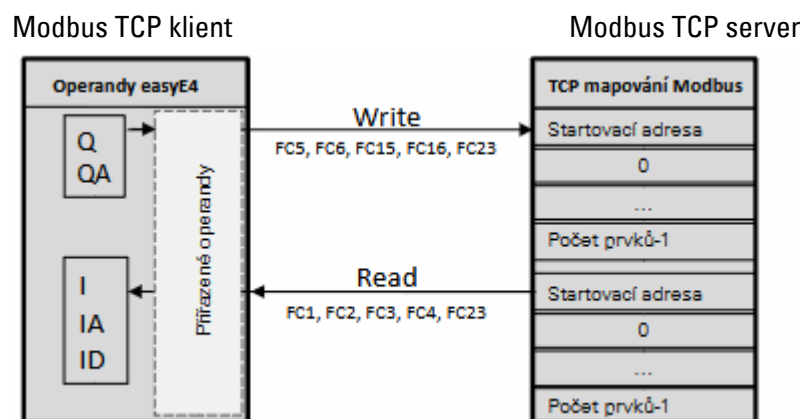 Modbus TCP klient
Modbus TCP server
Operandy easyE4
Q
QA
I
IA
ID
Přiřazené operandy
Write
FC5, FC6, FC15, FC16, FC23
Read
FC1, FC2, FC3, FC4, FC23
TCP mapování Modbus
Startovací adresa
0
...
Počet prvků-1
Startovací adresa
0
...
Počet prvků-1